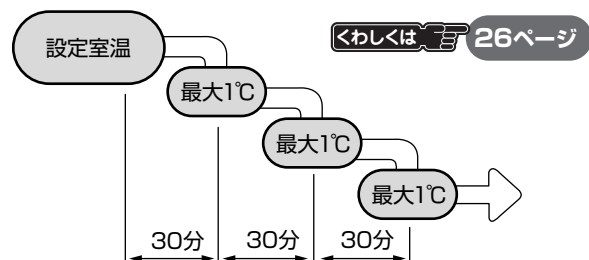 くわしくは 26ページ
設定室温
最大1℃
最大1℃
最大1℃
30分 30分 30分